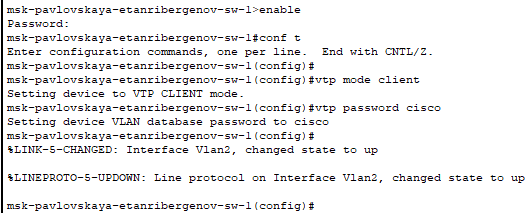 msk-pavlovskaya-etanribergenov-sw-1>enable
Password:
msk-pavlovskaya-etanribergenov-sw-1#conf t
Enter configuration commands, one per line.  End with CNTL/Z.
msk-pavlovskaya-etanribergenov-sw-1(config)#
msk-pavlovskaya-etanribergenov-sw-1(config)#vtp mode client
Setting device to VTP CLIENT mode.
msk-pavlovskaya-etanribergenov-sw-1(config)#vtp password cisco
Setting device VLAN database password to cisco
msk-pavlovskaya-etanribergenov-sw-1(config)#
%LINK-5-CHANGED: Interface Vlan2, changed state to up
%LINEPROTO-5-UPDOWN: Line protocol on Interface Vlan2, changed state to up
msk-pavlovskaya-etanribergenov-sw-1(config)#